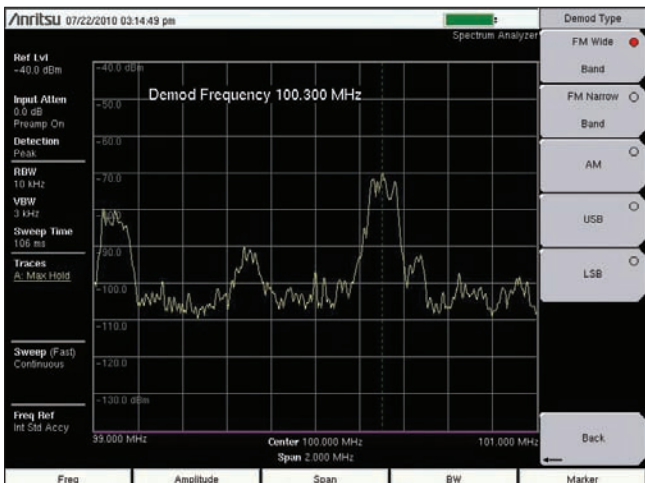 Anritsu 07/22/2010 03:14:49 pm
Spectrum Analyzer
Ref Lvl
-40.0 dBm
Input Atten
0.0 dB
Preamp On
Detection
Peak
RBW
10 kHz
VBW
3 kHz
Sweep Time
106 ms
Traces
A: Max Hold
Sweep (Fast)
Continuous
Freq Ref
Int Std Accy
-40.0 dBm
Demod Frequency 100.300 MHz
-50.0
-60.0
-70.0
-80.0
-90.0
-100.0
-110.0
-120.0
-130.0 dBm
99.000 MHz
Center 100.000 MHz
101.000 MHz
Span 2.000 MHz
Demod Type
FM Wide
Band
FM Narrow
Band
AM
USB
LSB
Back
Freq
Amplitude
Span
BW
Marker